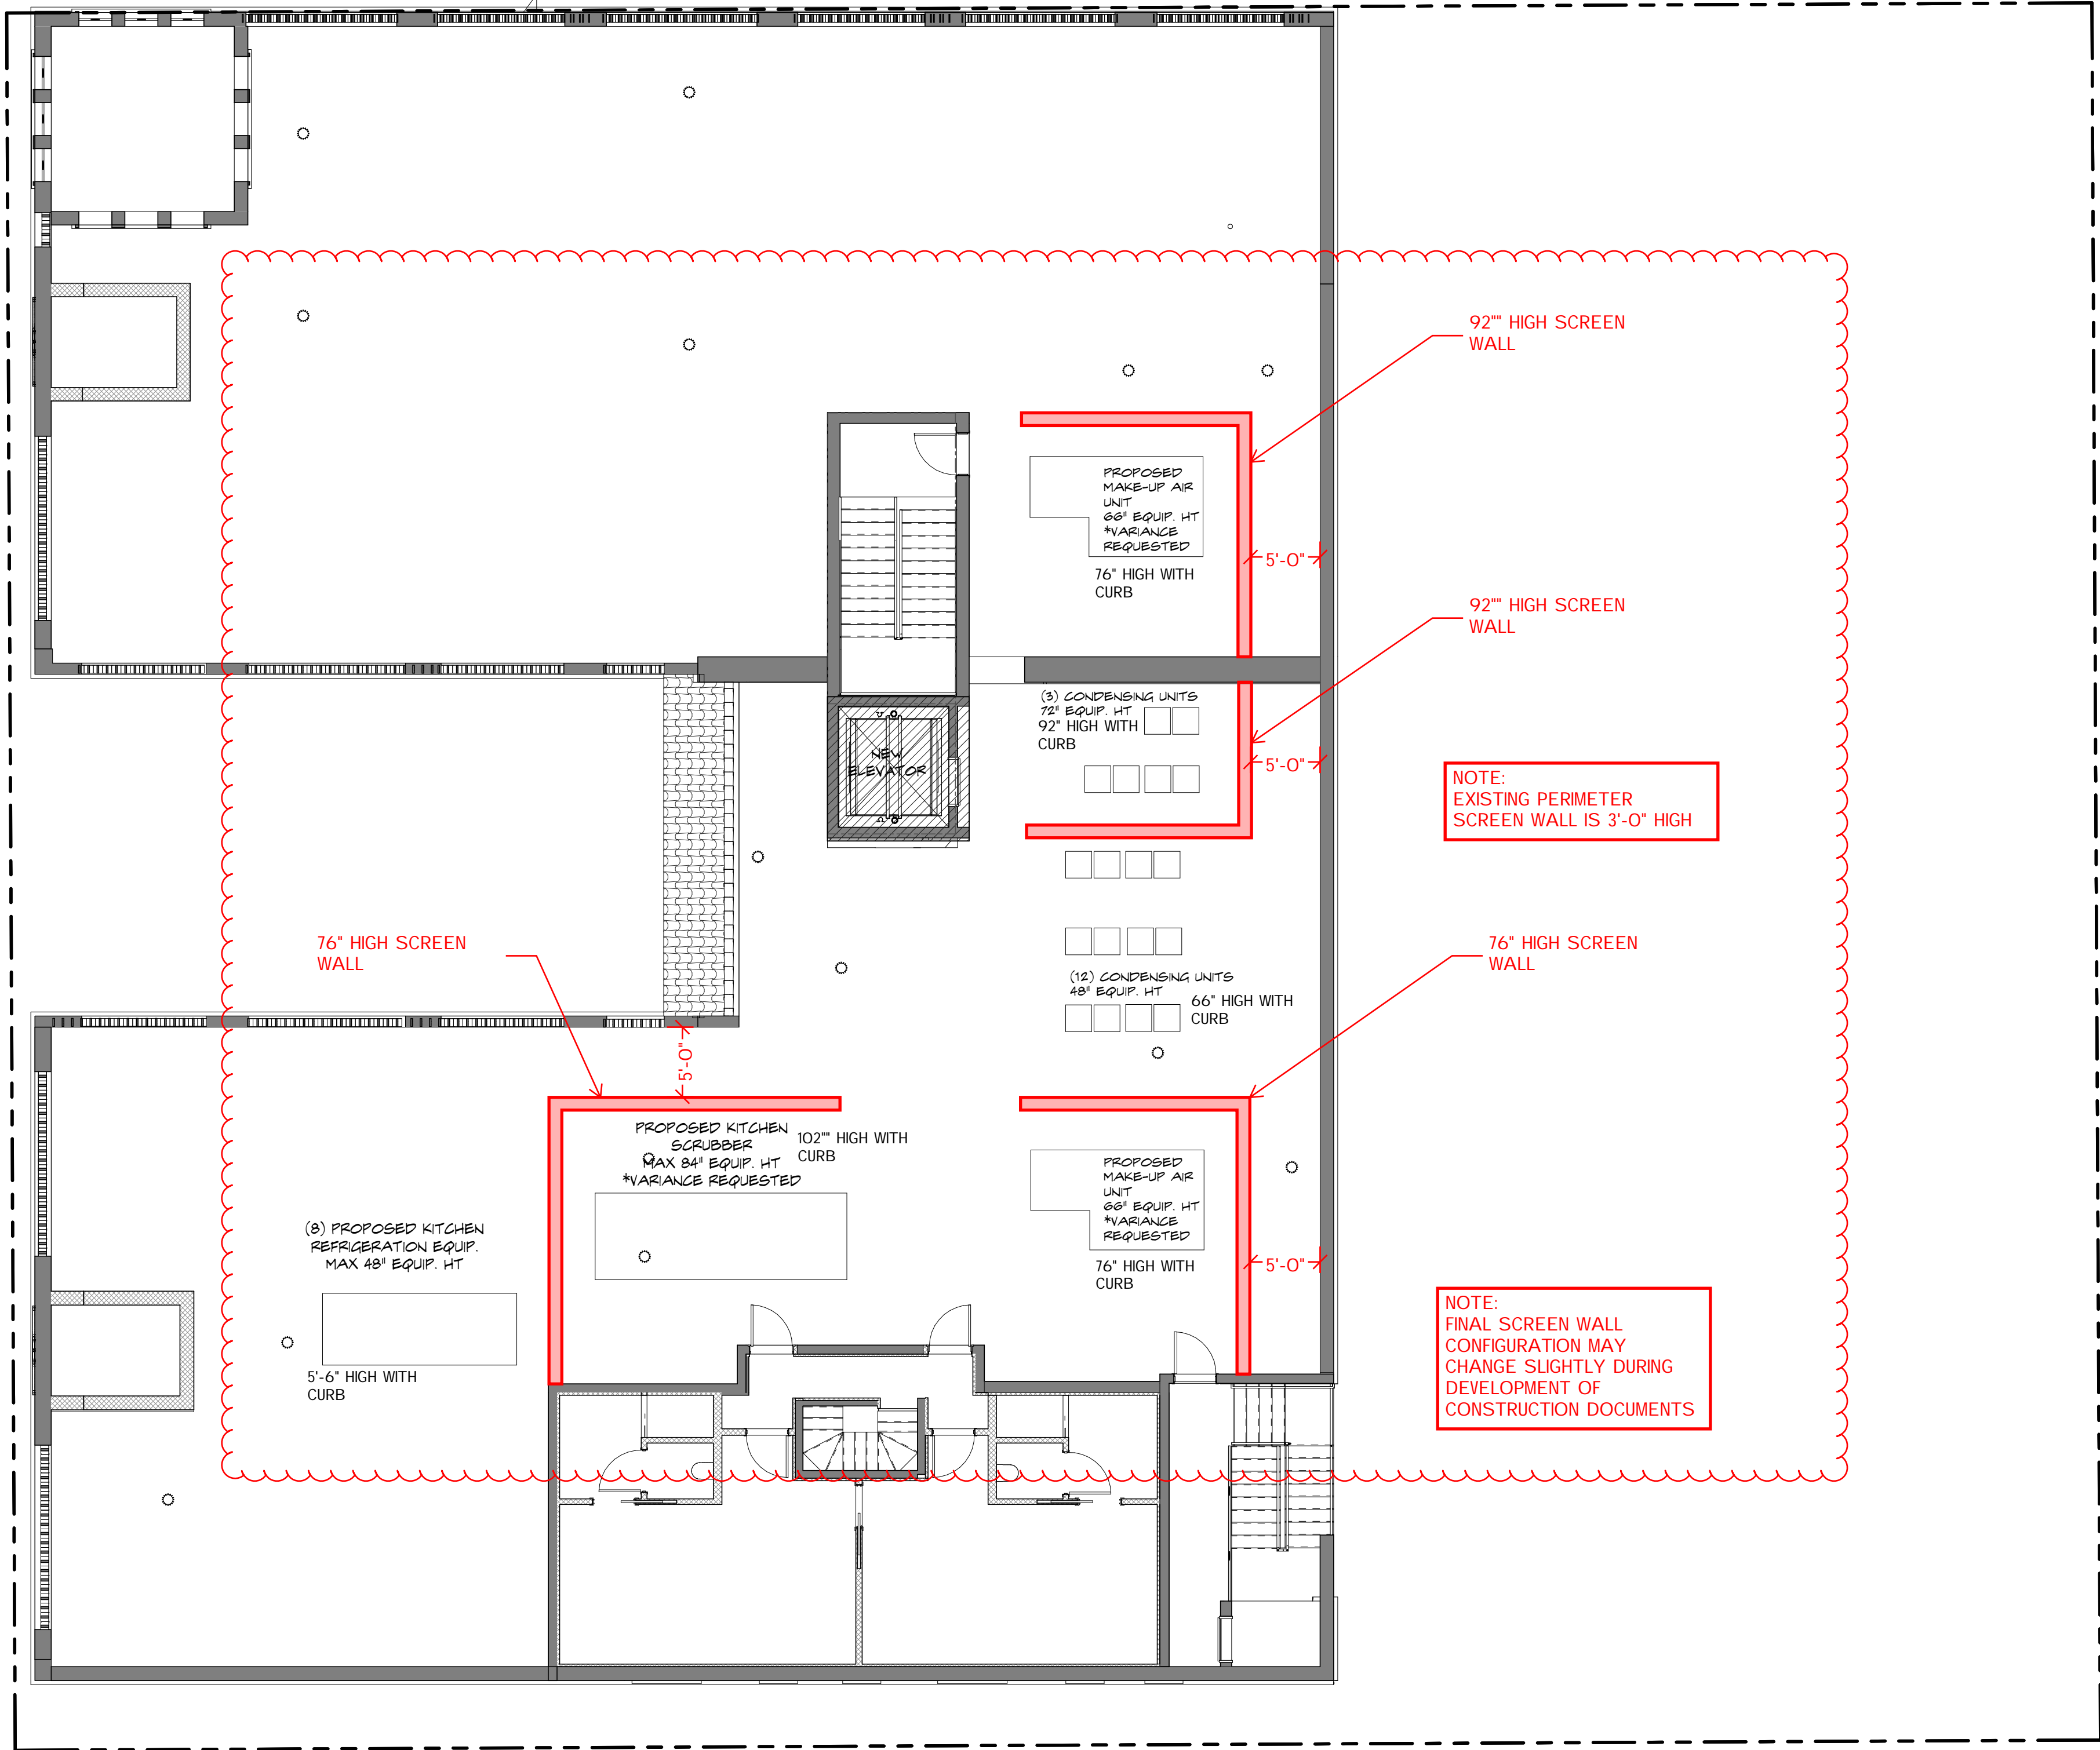 92"" HIGH SCREEN
WALL
PROPOSED
MAKE-UP AIR
UNIT
66" EQUIP. HT
*VARIANCE
REQUESTED
5'-0"
76" HIGH WITH
CURB
92"" HIGH SCREEN
WALL
(3) CONDENSING UNITS
72" EQUIP. HT
92" HIGH WITH
CURB
NEW
ELEVATOR
5'-0"
NOTE:
EXISTING PERIMETER
SCREEN WALL IS 3'-0" HIGH
76" HIGH SCREEN
WALL
76" HIGH SCREEN
WALL
(12) CONDENSING UNITS
48" EQUIP. HT
66" HIGH WITH
CURB
5'-0"
PROPOSED KITCHEN
SCRUBBER
MAX 84" EQUIP. HT
*VARIANCE REQUESTED
102"" HIGH WITH
CURB
PROPOSED
MAKE-UP AIR
UNIT
66" EQUIP. HT
*VARIANCE
REQUESTED
76" HIGH WITH
CURB
5'-0"
(8) PROPOSED KITCHEN
REFRIGERATION EQUIP.
MAX 48" EQUIP. HT
5'-6" HIGH WITH
CURB
NOTE:
FINAL SCREEN WALL
CONFIGURATION MAY
CHANGE SLIGHTLY DURING
DEVELOPMENT OF
CONSTRUCTION DOCUMENTS